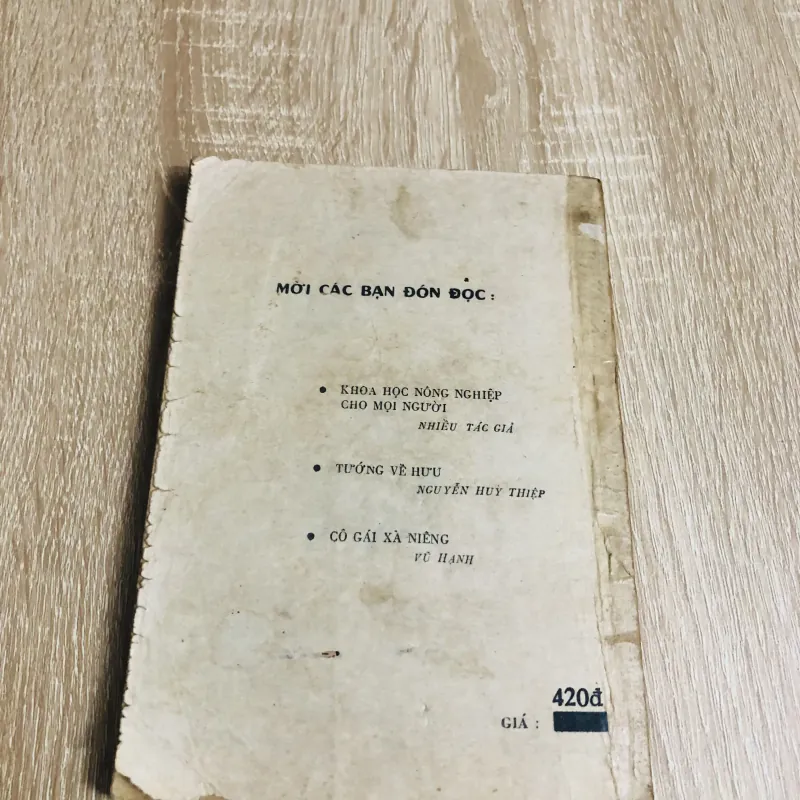 MỜI CÁC BẠN ĐÓN ĐỌC :
• KHOA HỌC NÔNG NGHIỆP
CHO MỌI NGƯỜI
NHIỀU TÁC GIẢ
• TƯỚNG VỀ HƯU
NGUYỄN HUY THIỆP
• CÔ GÁI XÀ NIÊNG
VŨ HẠNH
420đ
GIÁ :